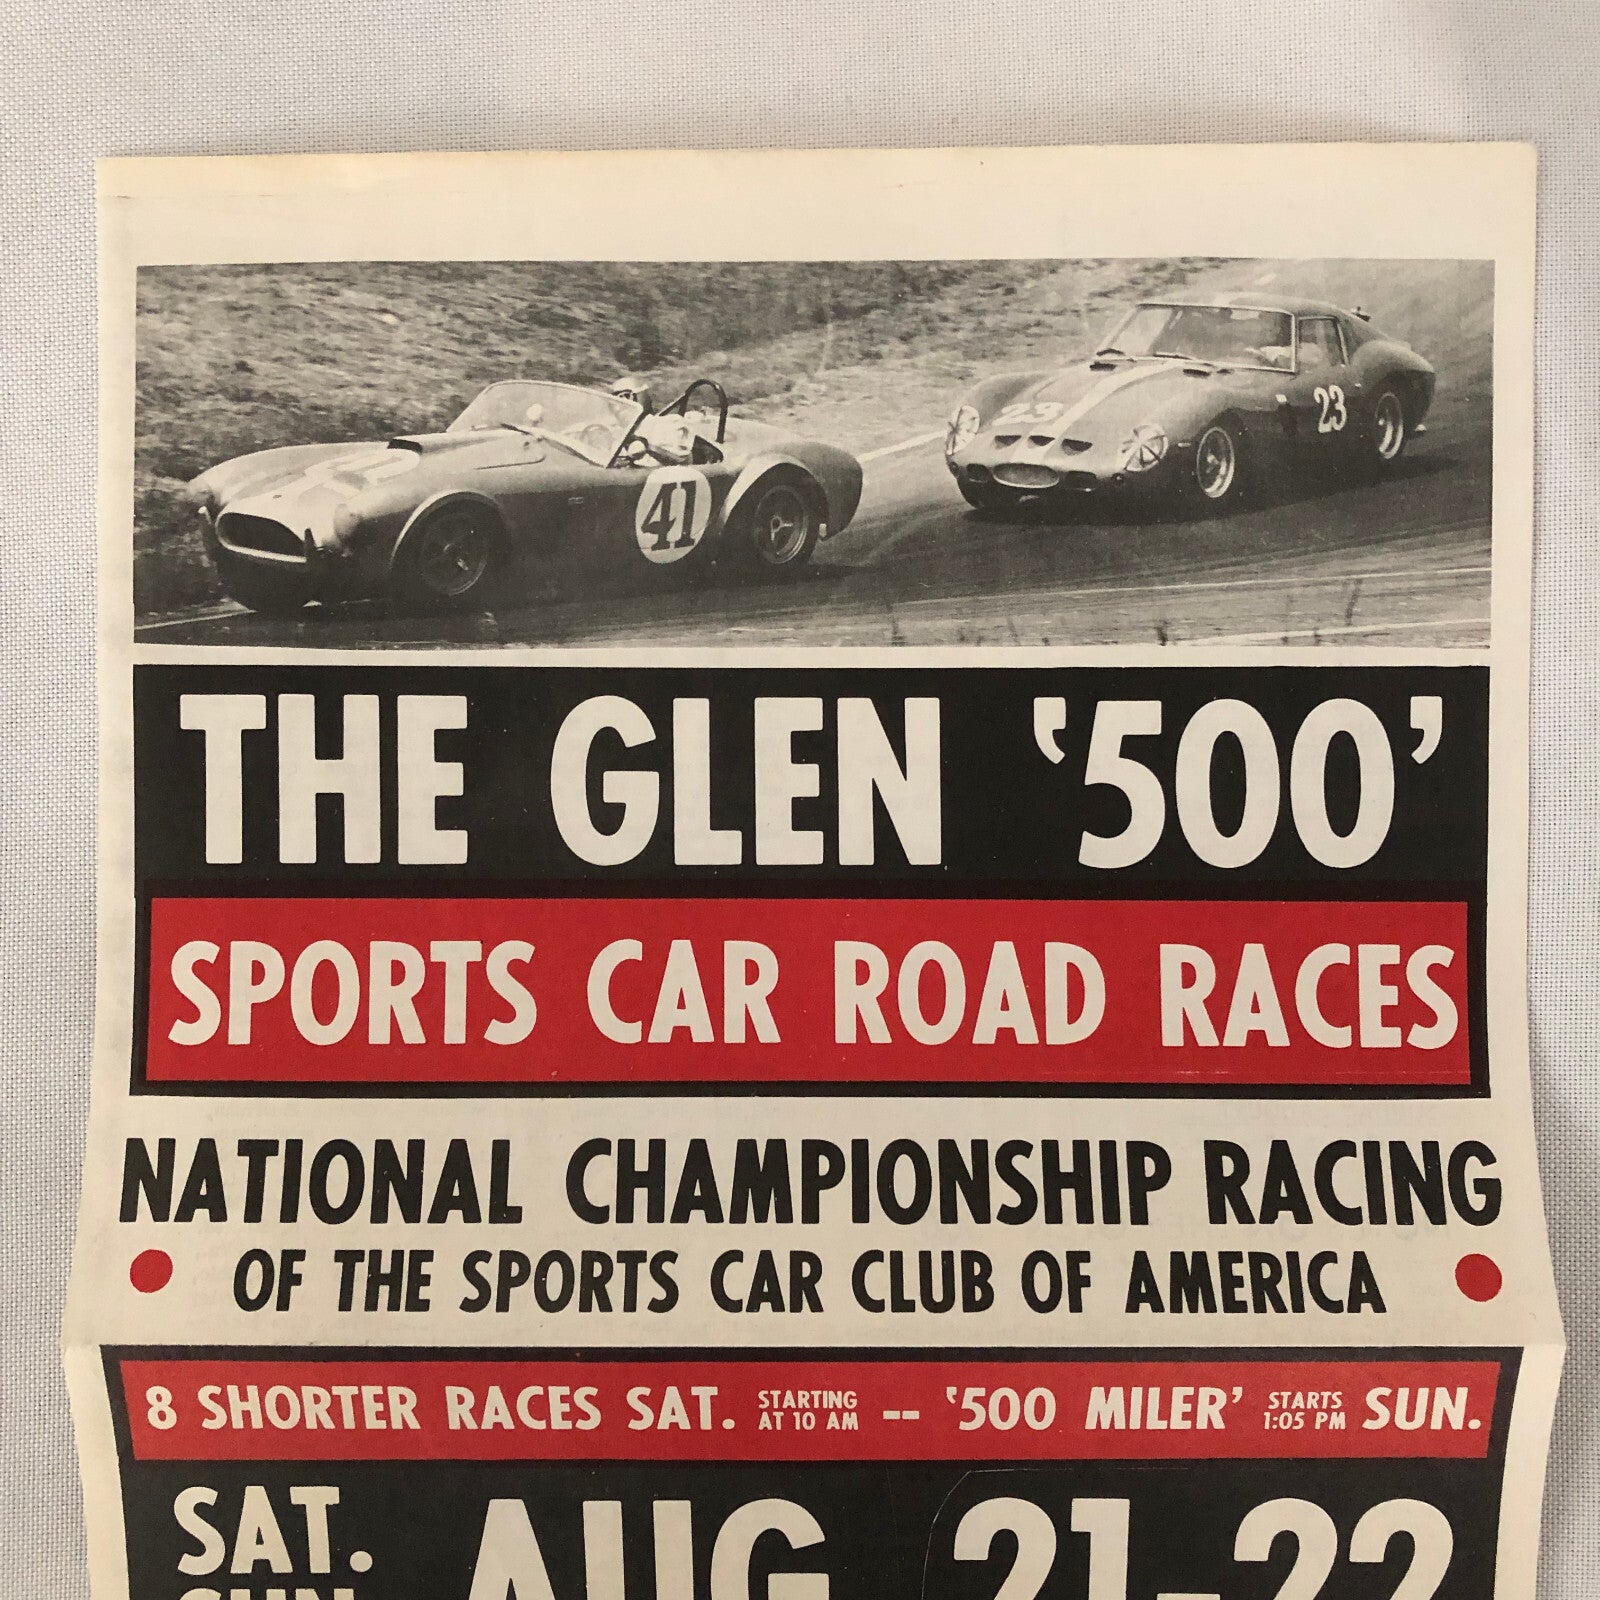 41
23
23
THE GLEN ‘500’
SPORTS CAR ROAD RACES
NATIONAL CHAMPIONSHIP RACING
• OF THE SPORTS CAR CLUB OF AMERICA •
8 SHORTER RACES SAT. STARTING AT 10 AM -- ‘500 MILER’ STARTS 1:05 PM SUN.
SAT.
SUN.
AUG 21-22